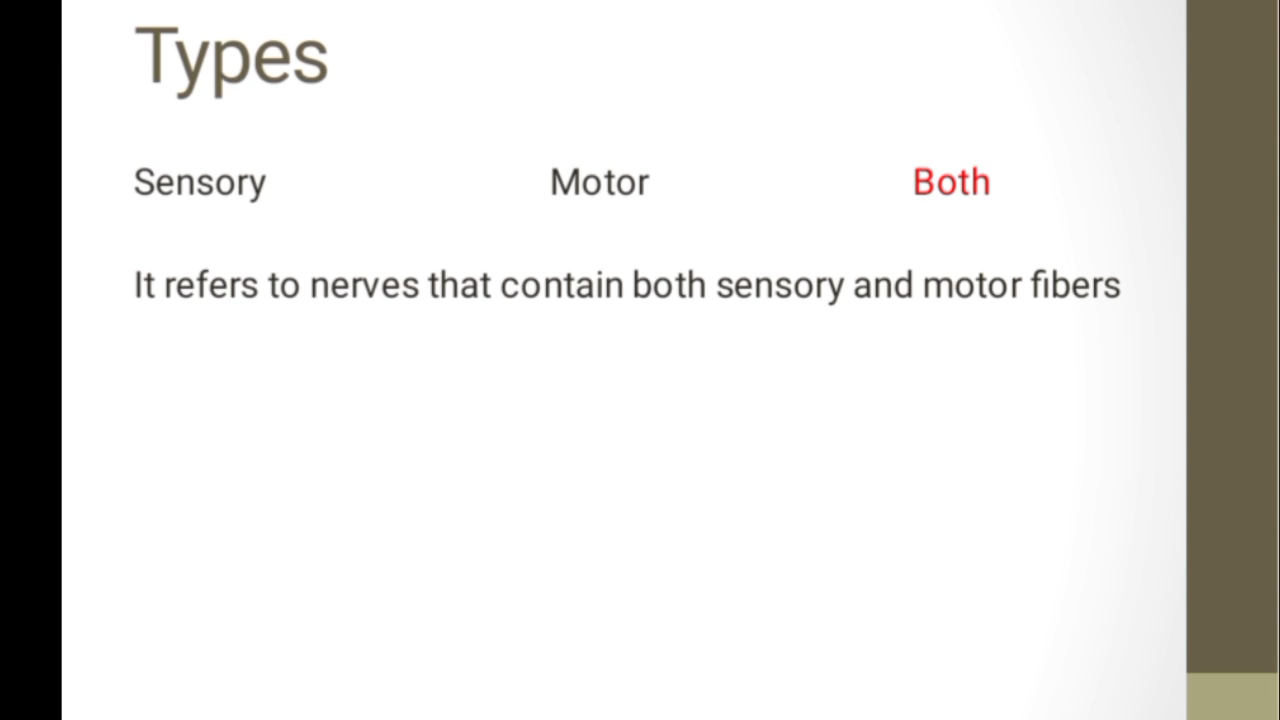 Types
Sensory Motor Both
It refers to nerves that contain both sensory and motor fibers